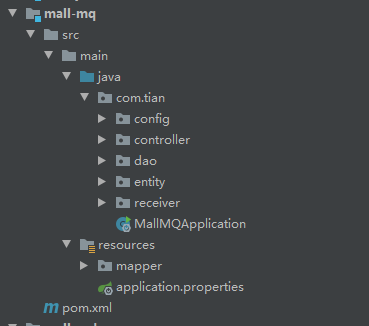 mall-mq
src
main
java
com.tian
config
controller
dao
entity
receiver
MallMQApplication
resources
mapper
application.properties
pom.xml